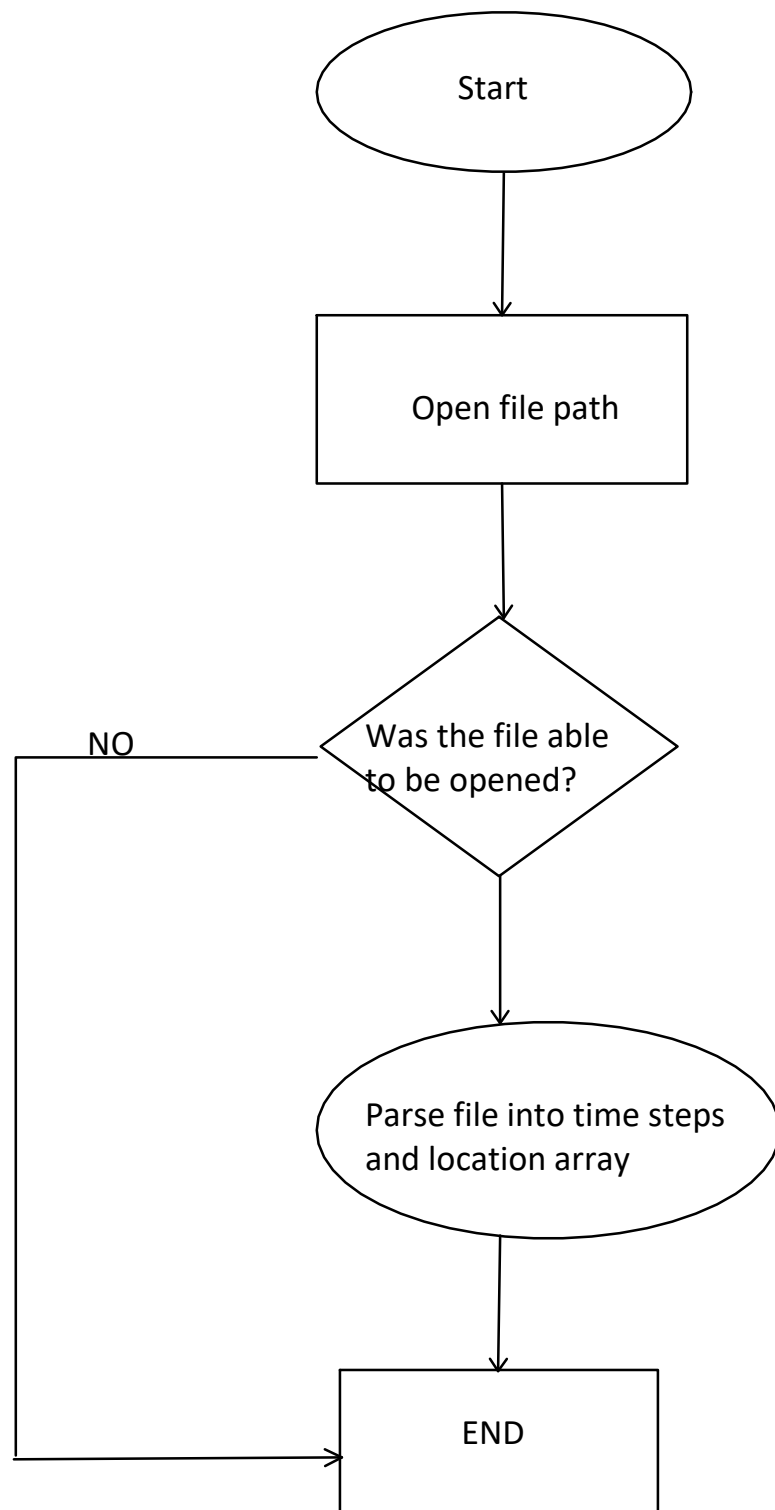 Start
Open file path
NO
Was the file able
to be opened?
Parse file into time steps
and location array
END